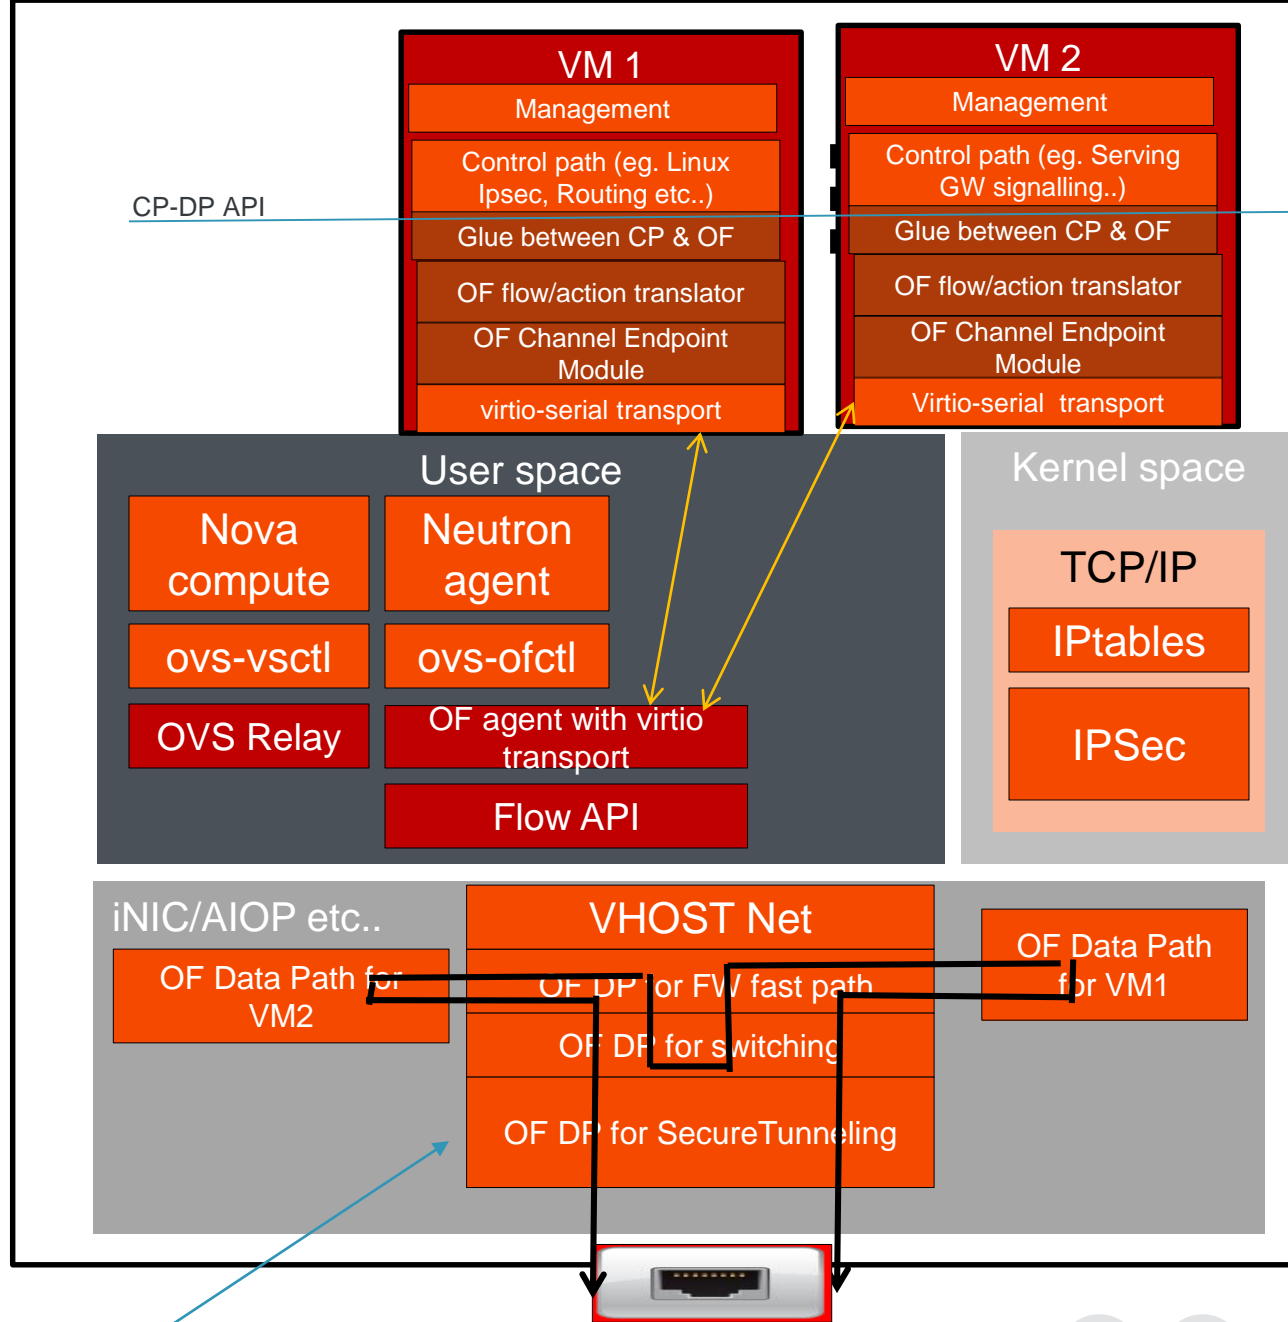 VM 1
Management
Control path (eg. Linux
Ipsec, Routing etc..)
Glue between CP & OF
OF flow/action translator
OF Channel Endpoint
Module
virtio-serial transport
VM 2
Management
Control path (eg. Serving
GW signalling..)
Glue between CP & OF
OF flow/action translator
OF Channel Endpoint
Module
Virtio-serial transport
CP-DP API
User space
Nova
compute
Neutron
agent
ovs-vsctl
ovs-ofctl
OVS Relay
OF agent with virtio
transport
Flow API
Kernel space
TCP/IP
IPtables
IPSec
iNIC/AIOP etc..
OF Data Path for
VM2
VHOST Net
OF DP for FW fast path
OF DP for switching
OF DP for SecureTunneling
OF Data Path
for VM1